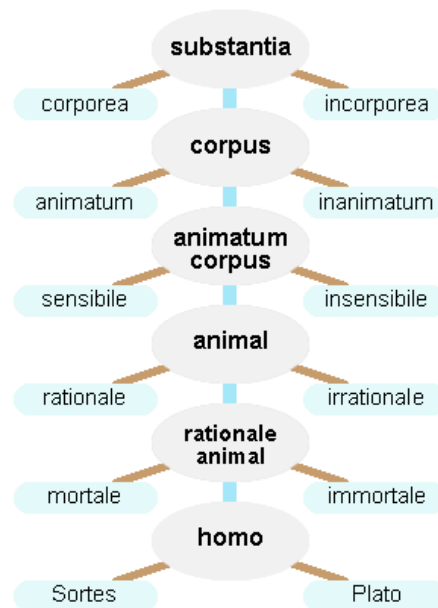 substantia
corporea
incorporea
corpus
animatum
inanimatum
animatum
corpus
sensibile
insensibile
animal
rationale
irrationale
rationale
animal
mortale
immortale
homo
Sortes
Plato